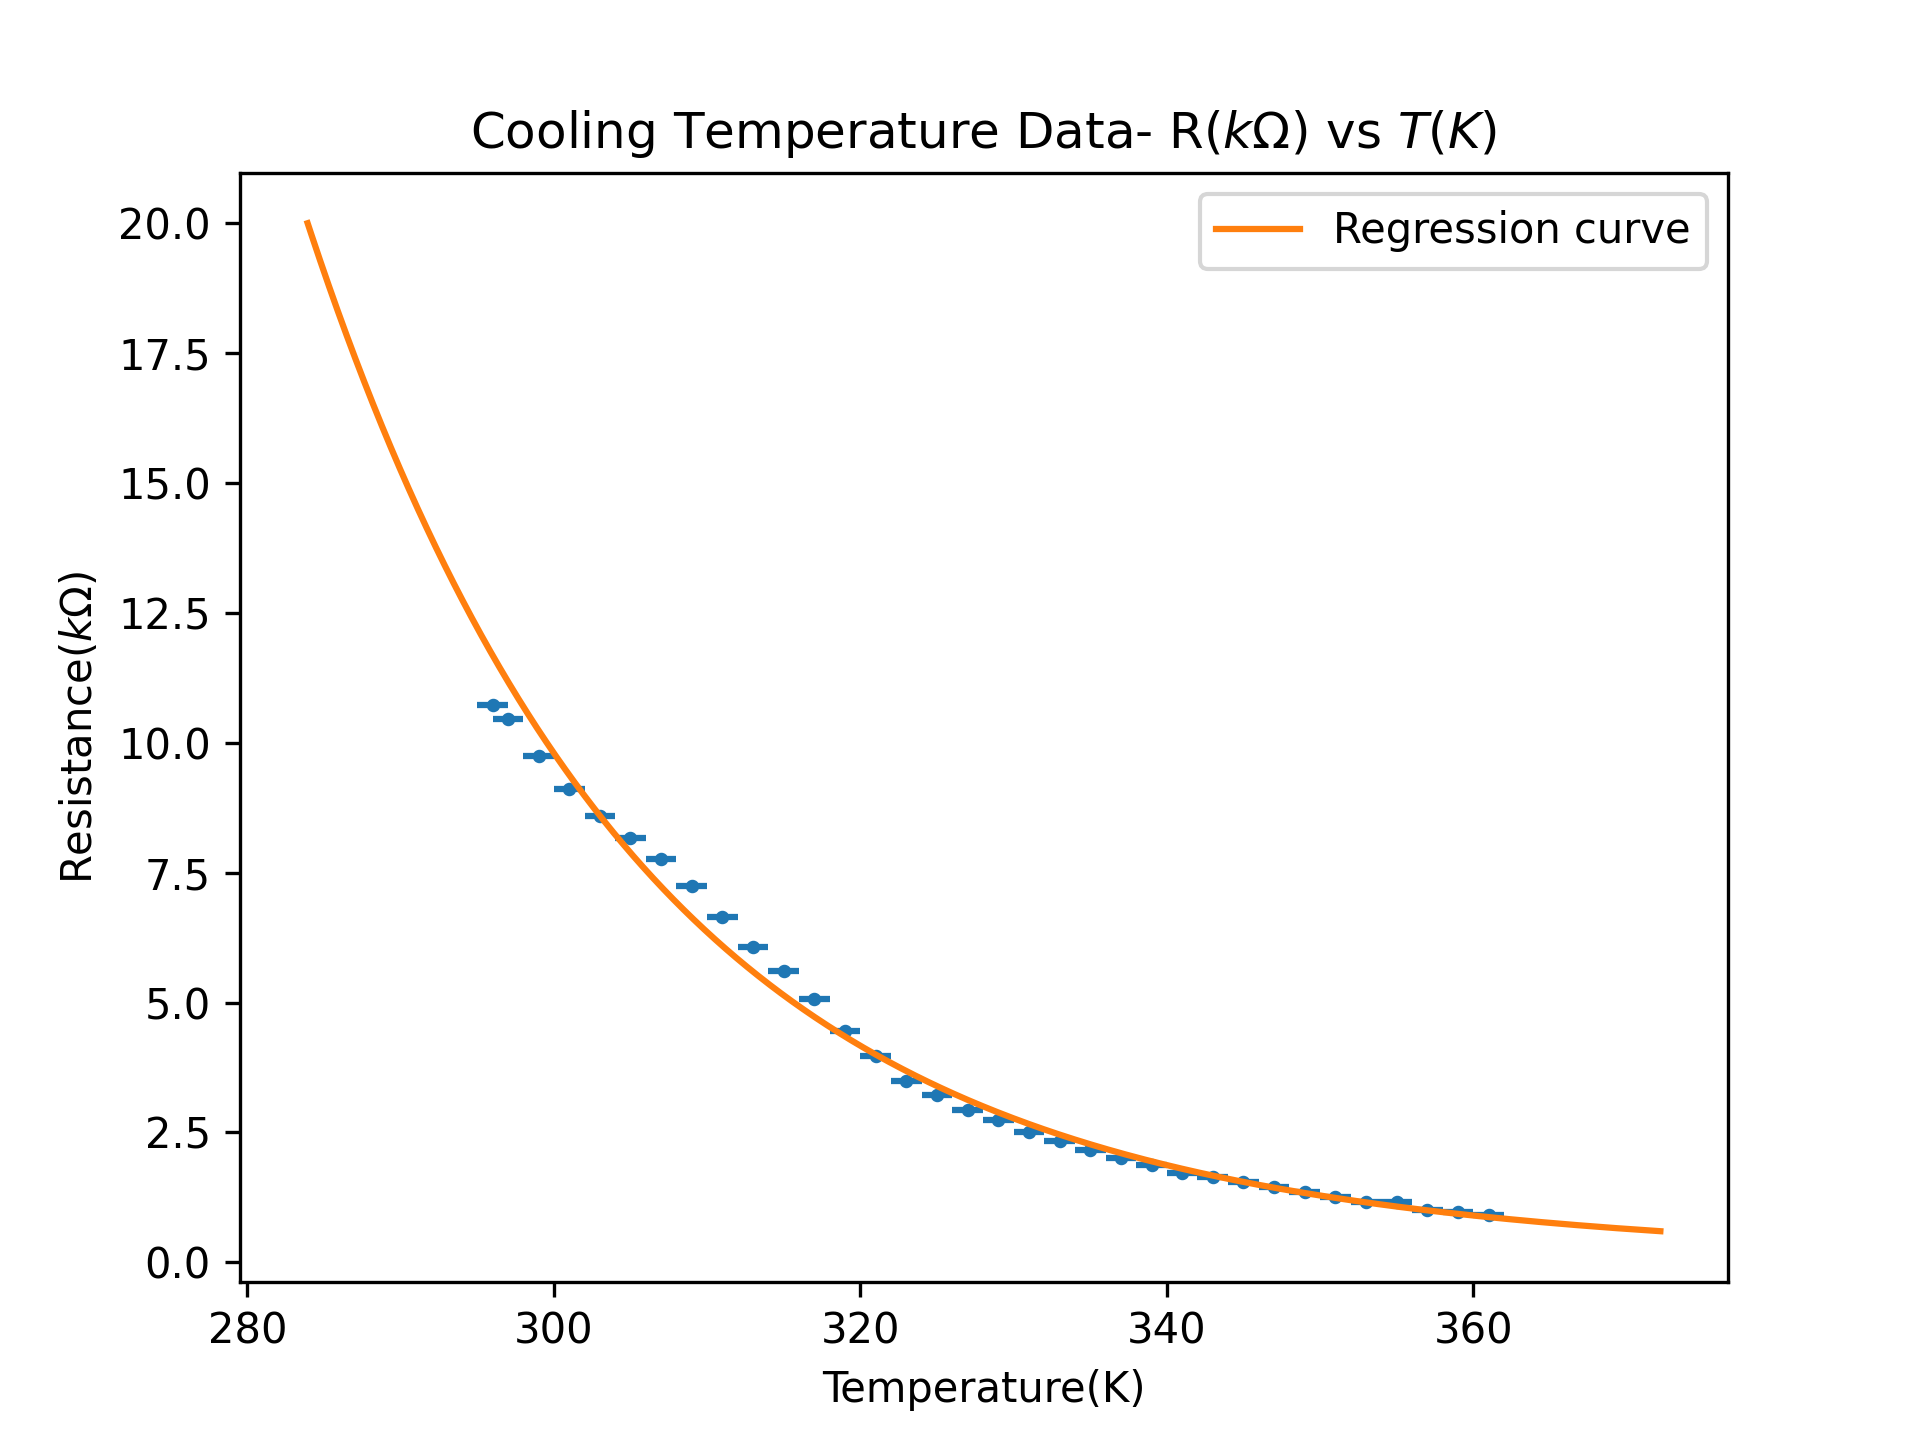 Cooling Temperature Data- R(kΩ) vs T(K)
Regression curve
20.0
17.5
15.0
12.5
10.0
7.5
5.0
2.5
0.0
Resistance(kΩ)
280 300 320 340 360
Temperature(K)